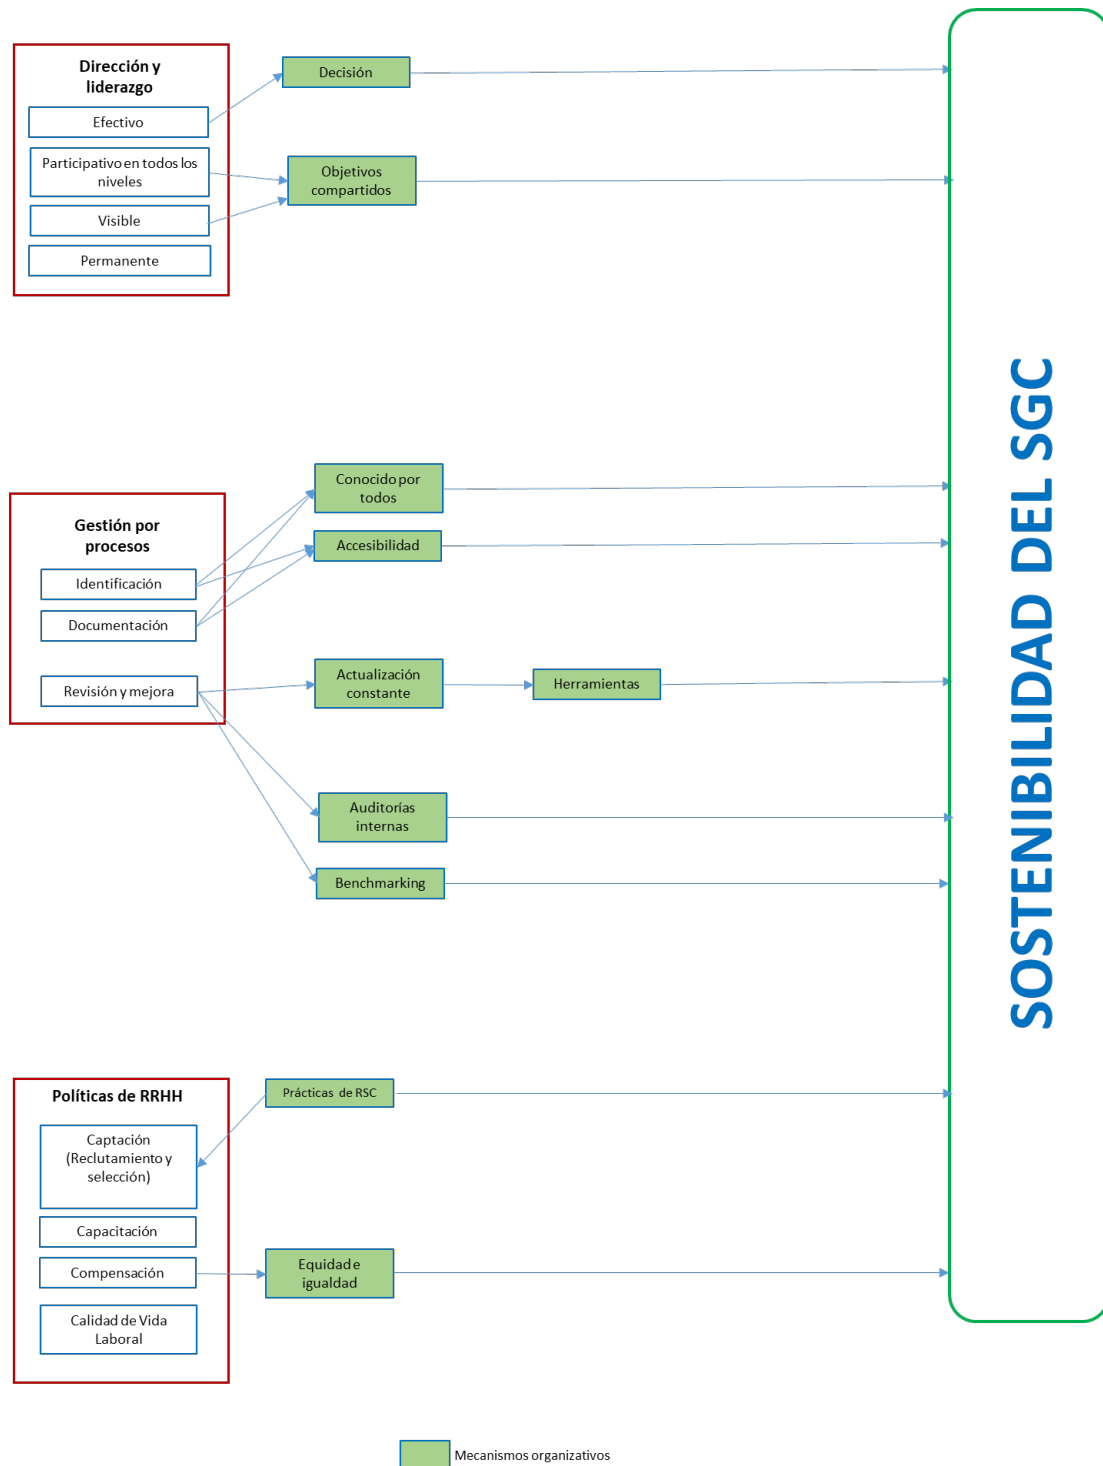 Dirección y
liderazgo
Efectivo
Participativo en todos los
niveles
Visible
Permanente
Decisión
Objetivos
compartidos
Gestión por
procesos
Identificación
Documentación
Revisión y mejora
Conocido por
todos
Accesibilidad
Actualización
constante
Herramientas
Auditorías
internas
Benchmarking
Políticas de RRHH
Captación
(Reclutamiento y
selección)
Capacitación
Compensación
Calidad de Vida
Laboral
Prácticas de RSC
Equidad e
igualdad
SOSTENIBILIDAD DEL SGC
Mecanismos organizativos